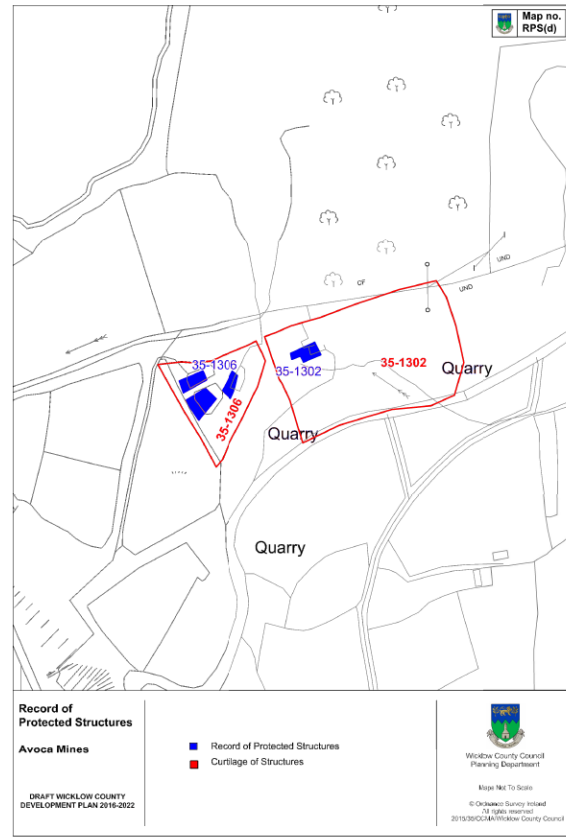 Map no.
RPS(d)
CF
UND
UND
35-1306
35-1302
35-1302
Quarry
35-1306
Quarry
Quarry
Record of
Protected Structures
Avoca Mines
DRAFT WICKLOW COUNTY
DEVELOPMENT PLAN 2016-2022
Record of Protected Structures
Curtilage of Structures
Wicklow County Council
Planning Department
Maps Not To Scale
© Ordnance Survey Ireland
All rights reserved
2015/35/CCMA/Wicklow County Council